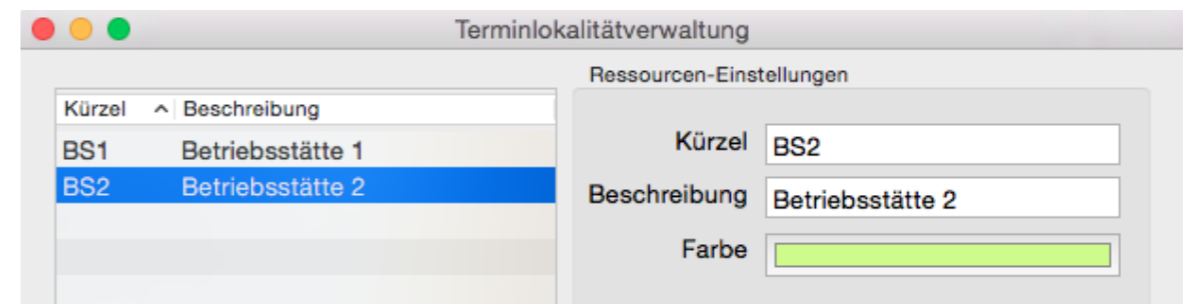 Terminlokalitätverwaltung
Ressourcen-Einstellungen
Kürzel Beschreibung
BS1 Betriebsstätte 1
BS2 Betriebsstätte 2
Kürzel BS2
Beschreibung Betriebsstätte 2
Farbe